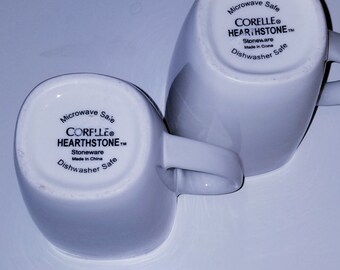 Microwave Safe
CORELLE®
HEARTHSTONE™
Stoneware
Made in China
Dishwasher Safe
Microwave Safe
CORELLE®
HEARTHSTONE™
Stoneware
Made in China
Dishwasher Safe